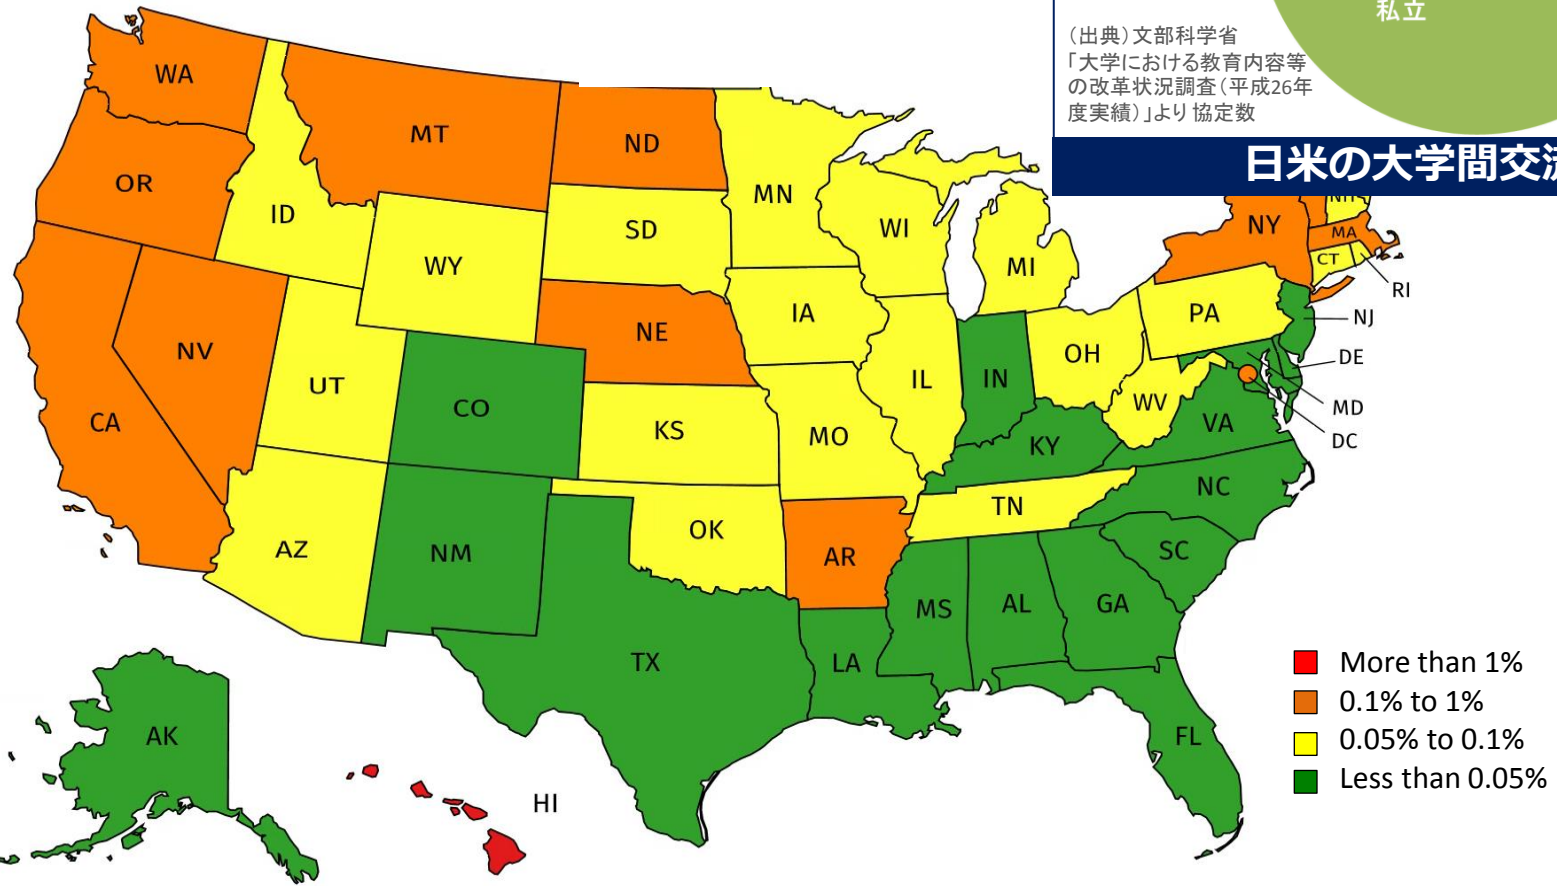 私立
（出典）文部科学省
「大学における教育内容等
の改革状況調査（平成26年
度実績）」より 協定数
日米の大学間交流
WA
MT
ND
OR
MN
ID
SD
WI
NY
NH
MA
WY
MI
CT
RI
IA
PA
NJ
NV
NE
OH
DE
UT
IL
IN
CO
WV
MD
CA
KS
MO
KY
VA
DC
NC
AZ
NM
OK
TN
AR
SC
MS
AL
GA
TX
LA
AK
FL
HI
More than 1%
0.1% to 1%
0.05% to 0.1%
Less than 0.05%